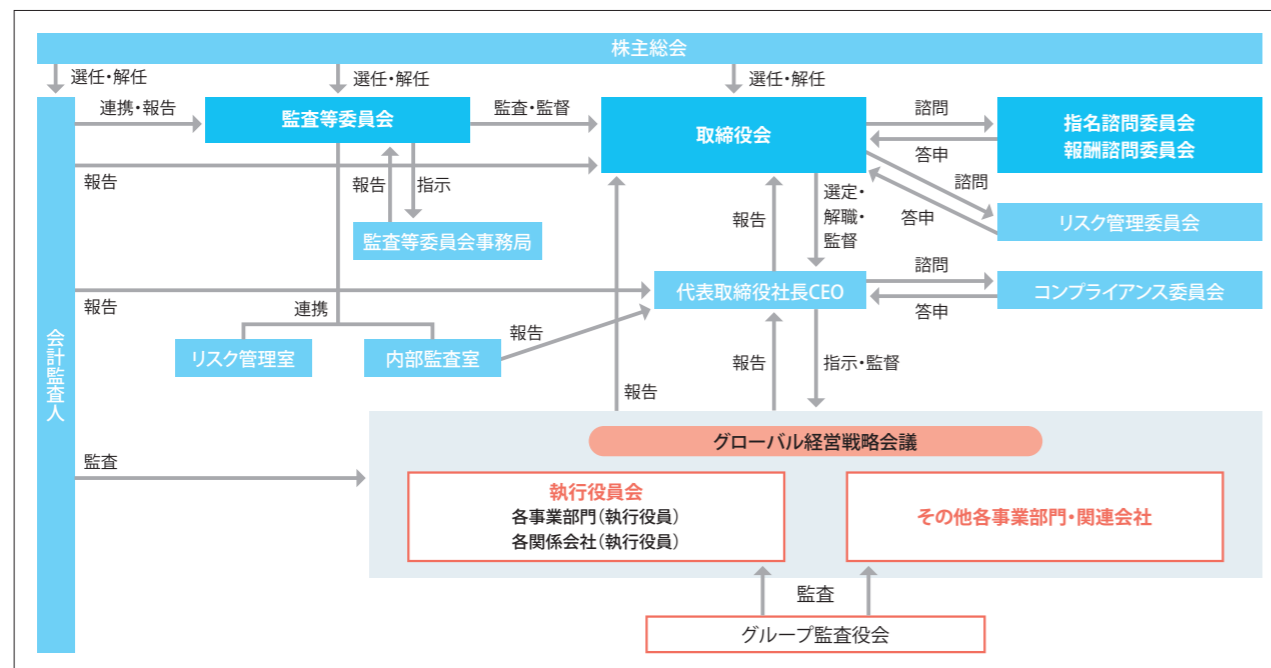 株主総会
選任・解任
選任・解任
選任・解任
連携・報告
監査等委員会
監査・監督
取締役会
諮問
答申
指名諮問委員会
報酬諮問委員会
報告
報告
指示
選定・
解職・
監督
報告
諮問
答申
リスク管理委員会
監査等委員会事務局
報告
代表取締役社長CEO
諮問
答申
コンプライアンス委員会
連携
報告
リスク管理室
内部監査室
会計監査人
報告
報告
指示・監督
グローバル経営戦略会議
監査
執行役員会
各事業部門（執行役員）
各関係会社（執行役員）
その他各事業部門・関連会社
監査
グループ監査役会